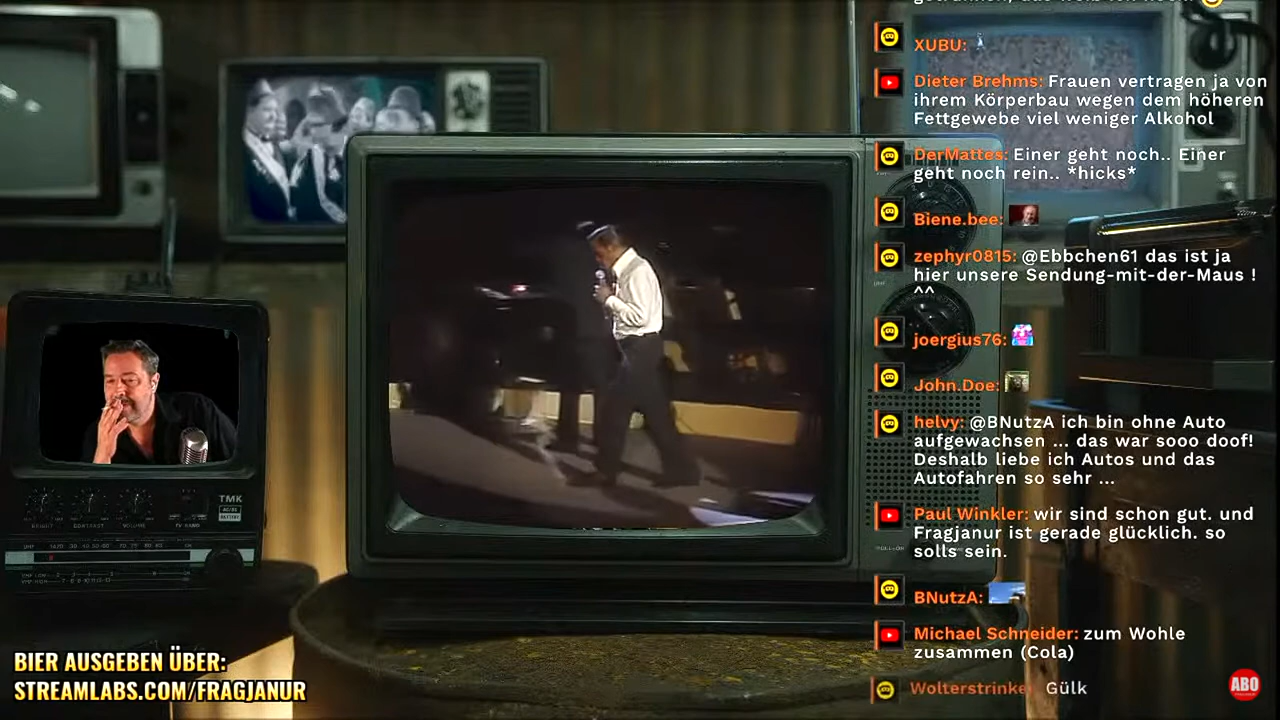 XUBU:
Dieter Brehms: Frauen vertragen ja von
ihrem Körperbau wegen dem höheren
Fettgewebe viel weniger Alkohol
DerMattes: Einer geht noch.. Einer
geht noch rein.. *hicks*
Biene.bee:
zephyr0815: @Ebbchen61 das ist ja
hier unsere Sendung-mit-der-Maus !
^^
joergius76:
John.Doe:
helvy: @BNutzA ich bin ohne Auto
aufgewachsen ... das war sooo doof!
Deshalb liebe ich Autos und das
Autofahren so sehr ...
Paul Winkler: wir sind schon gut. und
Fragjanur ist gerade glücklich. so
solls sein.
BNutzA:
Michael Schneider: zum Wohle
zusammen (Cola)
Wolterstrinke Gülk
TMK
BRIGHT CONTRAST VOLUME
BIER AUSGEBEN ÜBER:
STREAMLABS.COM/FRAGJANUR
ABO